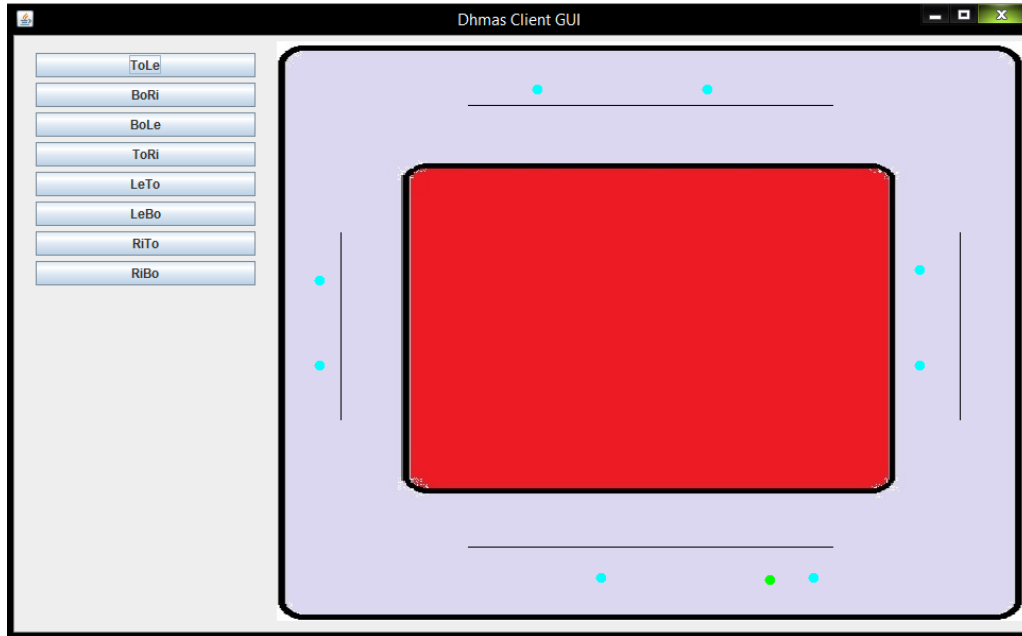 Dhmas Client GUI
ToLe
BoRi
BoLe
ToRi
LeTo
LeBo
RiTo
RiBo